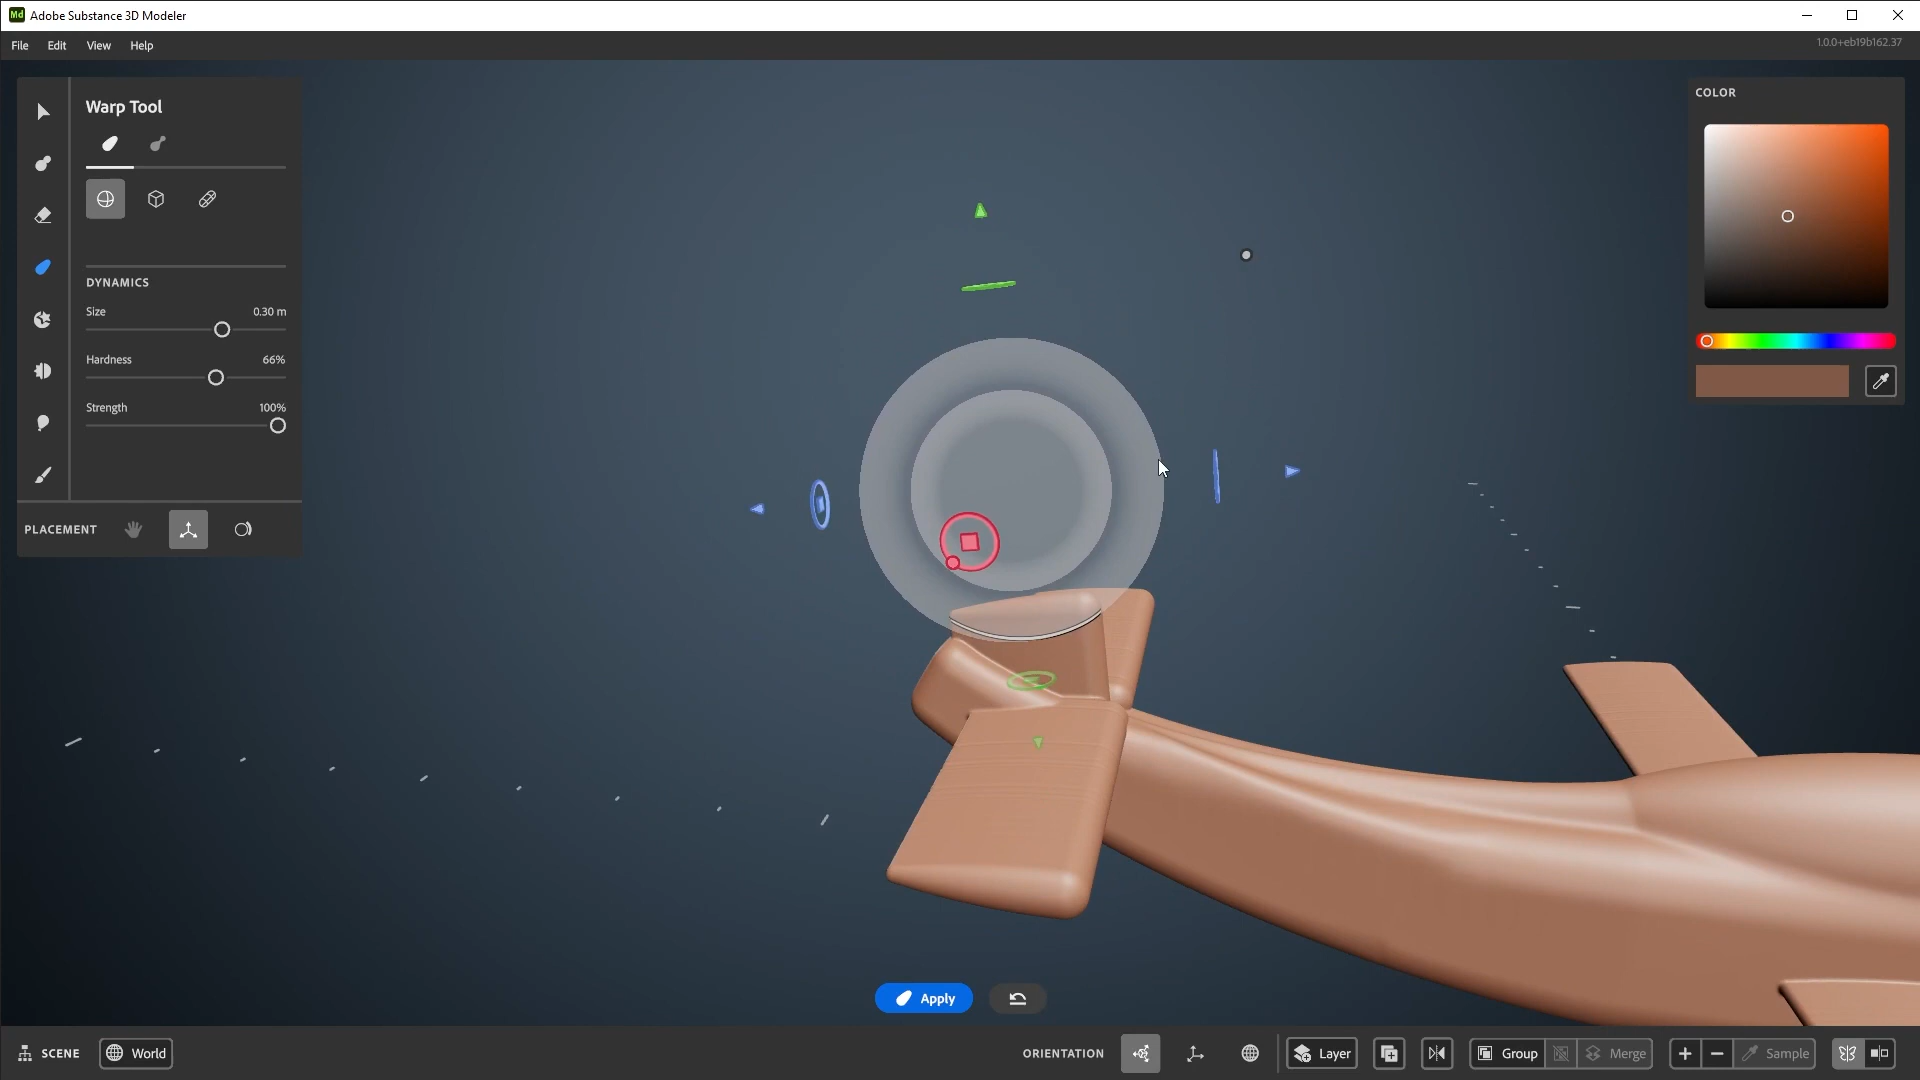 Md Adobe Substance 3D Modeler
File Edit View Help
1.0.0+eb19b162.37
Warp Tool
DYNAMICS
Size 0.30 m
Hardness 66%
Strength 100%
PLACEMENT
COLOR
Apply
SCENE World ORIENTATION Layer Group Merge Sample